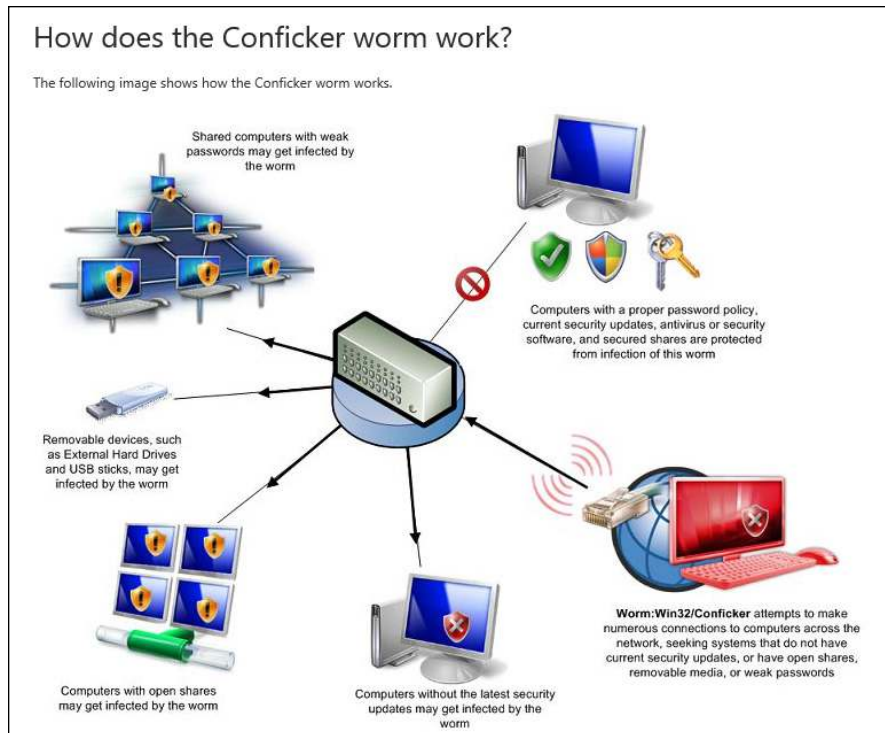 How does the Conficker worm work?
The following image shows how the Conficker worm works.
Shared computers with weak
passwords may get infected by
the worm
Computers with a proper password policy,
current security updates, antivirus or security
software, and secured shares are protected
from infection of this worm
Removable devices, such
as External Hard Drives
and USB sticks, may get
infected by the worm
Worm:Win32/Conficker attempts to make
numerous connections to computers across the
network, seeking systems that do not have
current security updates, or have open shares,
removable media, or weak passwords
Computers with open shares
may get infected by the worm
Computers without the latest security
updates may get infected by the
worm